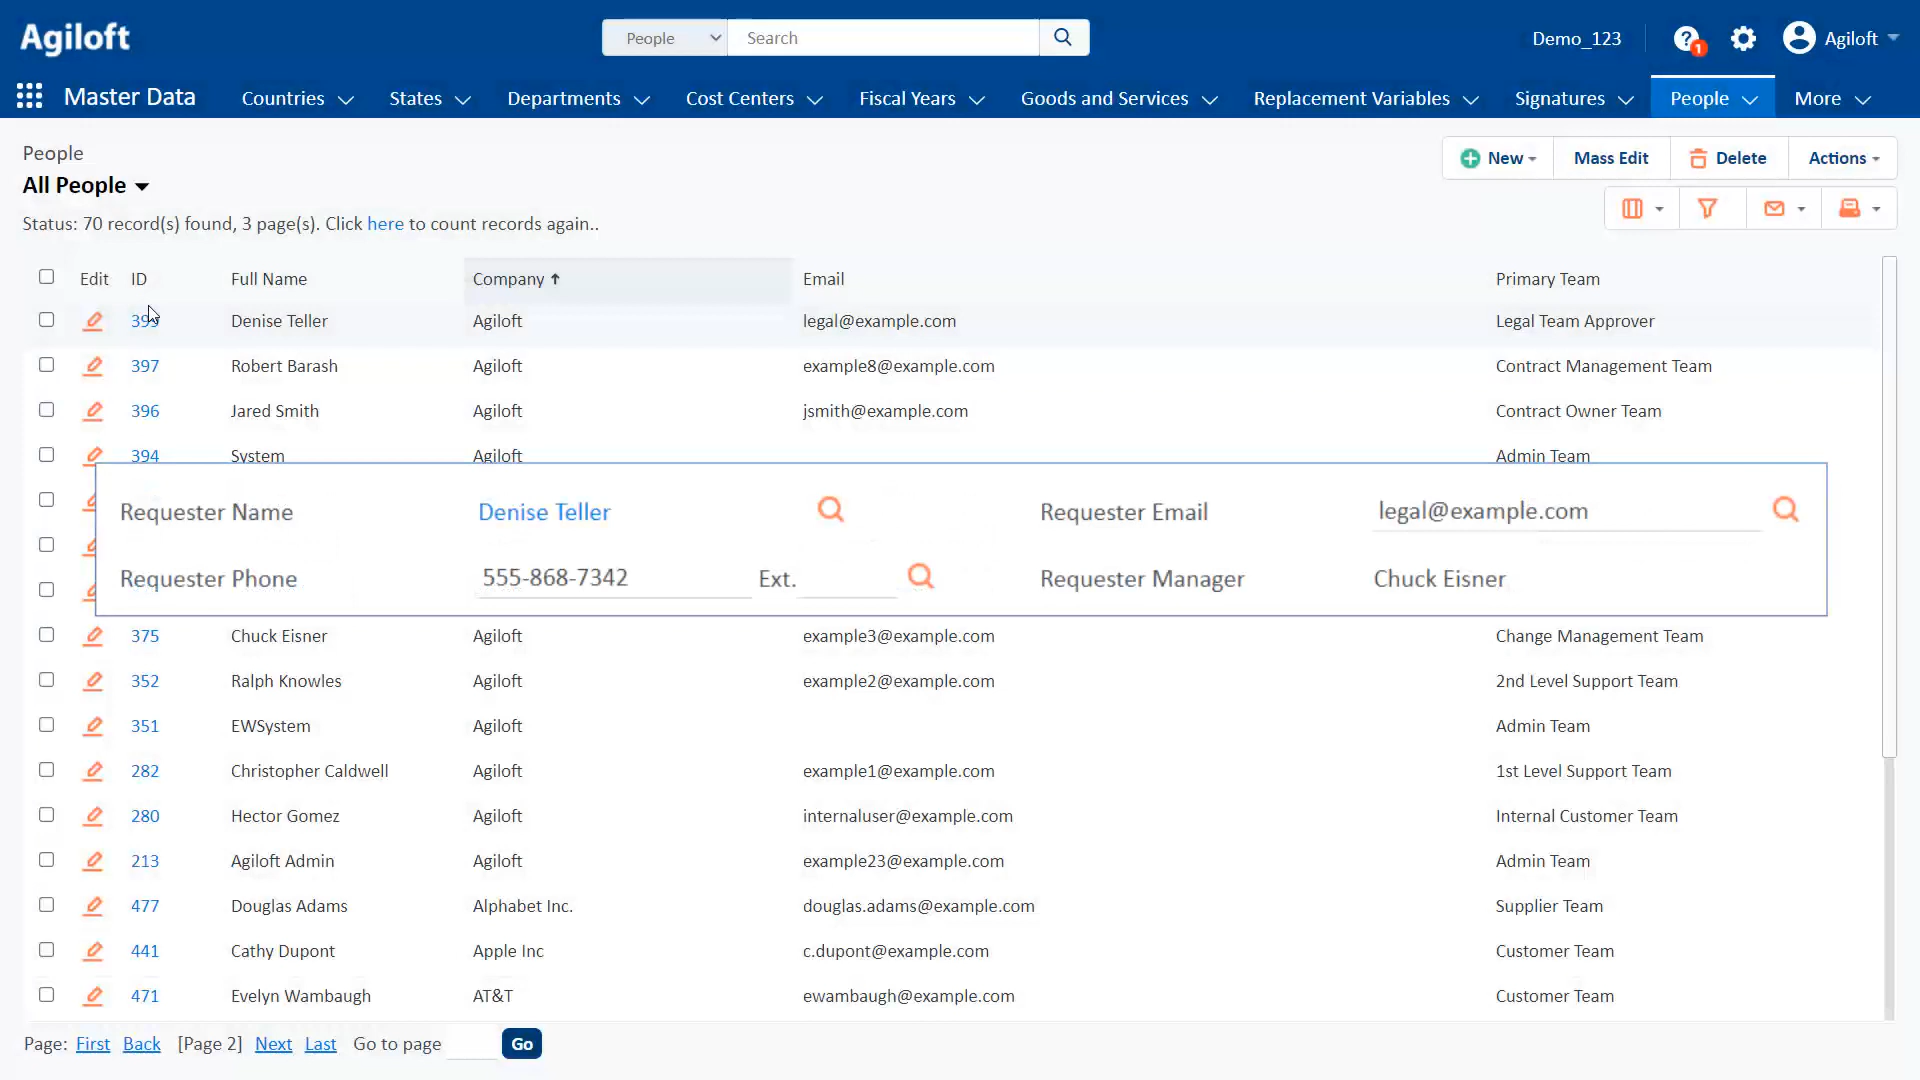 Agiloft
People
Search
Demo_123
1
Agiloft
Master Data
Countries
States
Departments
Cost Centers
Fiscal Years
Goods and Services
Replacement Variables
Signatures
People
More
People
All People
New
Mass Edit
Delete
Actions
Status: 70 record(s) found, 3 page(s). Click here to count records again..
Edit ID Full Name Company Email Primary Team
Denise Teller Agiloft legal@example.com Legal Team Approver
397 Robert Barash Agiloft example8@example.com Contract Management Team
396 Jared Smith Agiloft jsmith@example.com Contract Owner Team
394 System Agiloft Admin Team
Requester Name Denise Teller Requester Email legal@example.com
Requester Phone 555-868-7342 Ext. Requester Manager Chuck Eisner
375 Chuck Eisner Agiloft example3@example.com Change Management Team
352 Ralph Knowles Agiloft example2@example.com 2nd Level Support Team
351 EWSystem Agiloft Admin Team
282 Christopher Caldwell Agiloft example1@example.com 1st Level Support Team
280 Hector Gomez Agiloft internaluser@example.com Internal Customer Team
213 Agiloft Admin Agiloft example23@example.com Admin Team
477 Douglas Adams Alphabet Inc. douglas.adams@example.com Supplier Team
441 Cathy Dupont Apple Inc c.dupont@example.com Customer Team
471 Evelyn Wambaugh AT&T ewambaugh@example.com Customer Team
Page: First Back [Page 2] Next Last Go to page Go